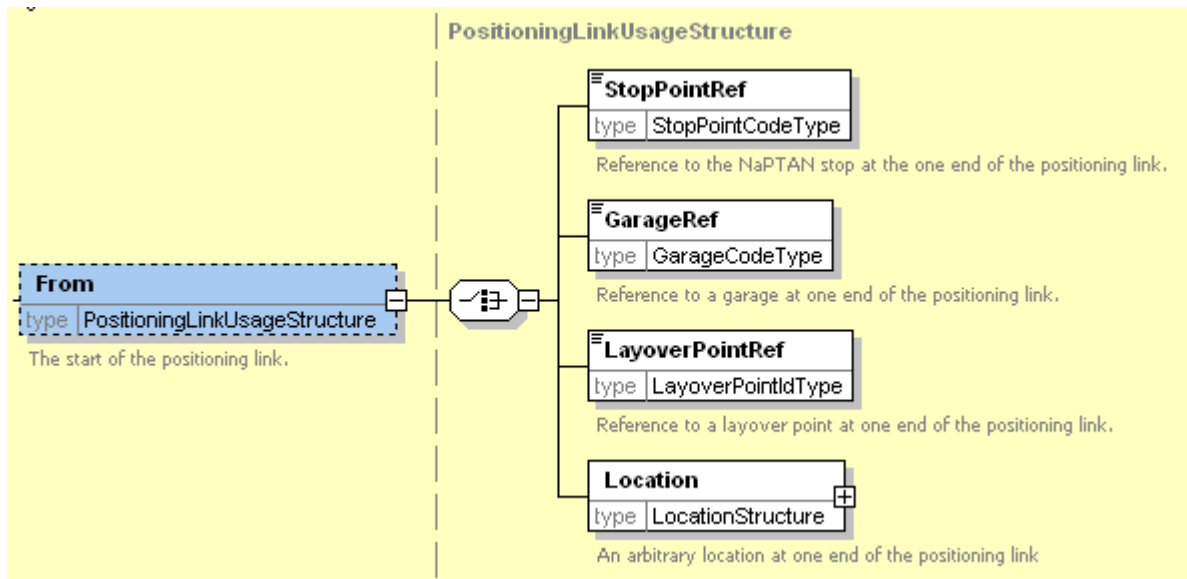 PositioningLinkUsageStructure
StopPointRef
type StopPointCodeType
Reference to the NaPTAN stop at the one end of the positioning link.
GarageRef
type GarageCodeType
Reference to a garage at one end of the positioning link.
From
type PositioningLinkUsageStructure
The start of the positioning link.
LayoverPointRef
type LayoverPointIdType
Reference to a layover point at one end of the positioning link.
Location
type LocationStructure
An arbitrary location at one end of the positioning link